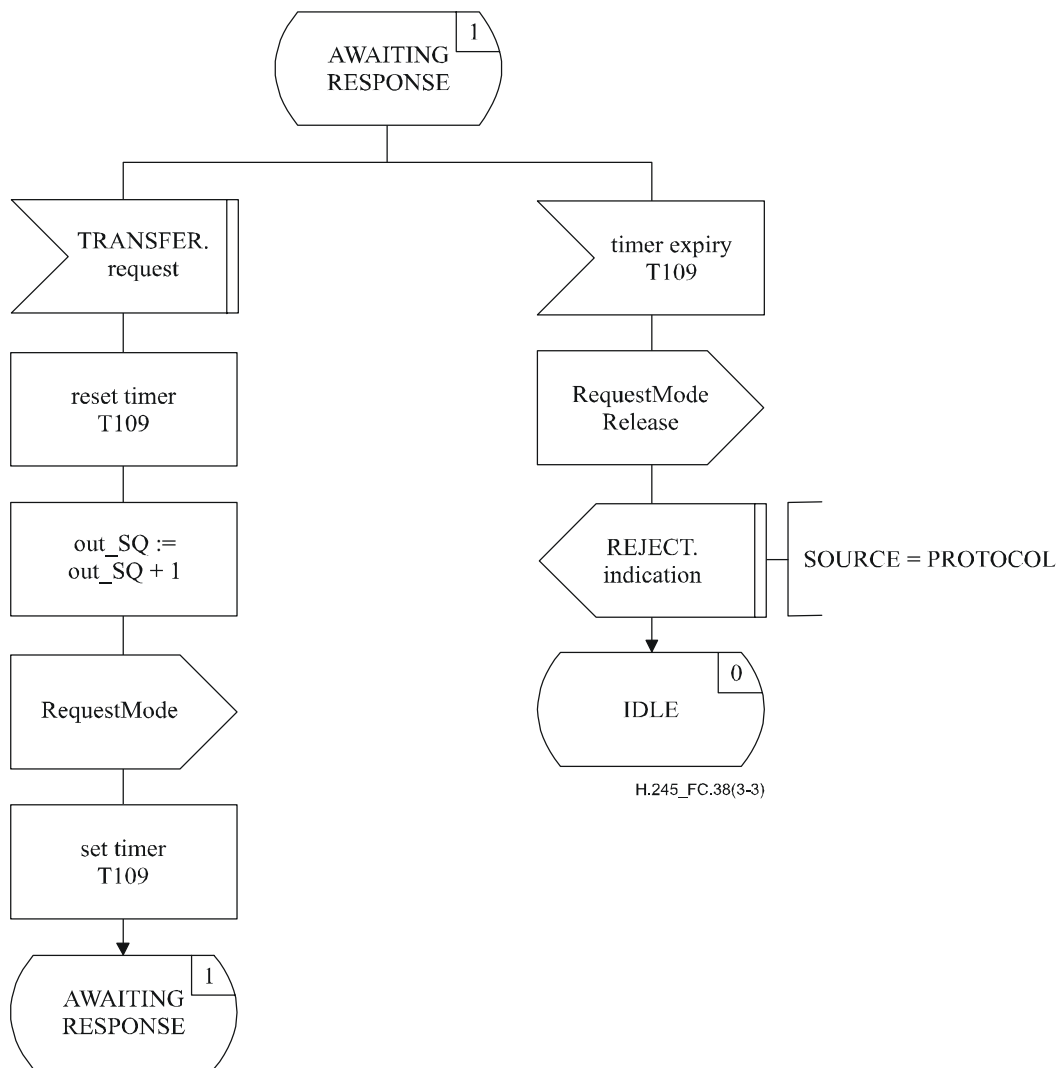 1
AWAITING
RESPONSE
TRANSFER.
request
reset timer
T109
out_SQ :=
out_SQ + 1
RequestMode
set timer
T109
1
AWAITING
RESPONSE
timer expiry
T109
RequestMode
Release
REJECT.
indication
SOURCE = PROTOCOL
0
IDLE
H.245_FC.38(3-3)